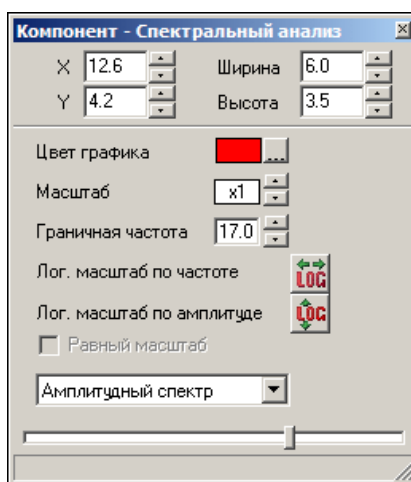 Компонент - Спектральный анализ
X 12.6 Ширина 6.0
Y 4.2 Высота 3.5
Цвет графика ...
Масштаб x1
Граничная частота 17.0
Лог. масштаб по частоте LOG
Лог. масштаб по амплитуде LOG
Равный масштаб
Амплитудный спектр